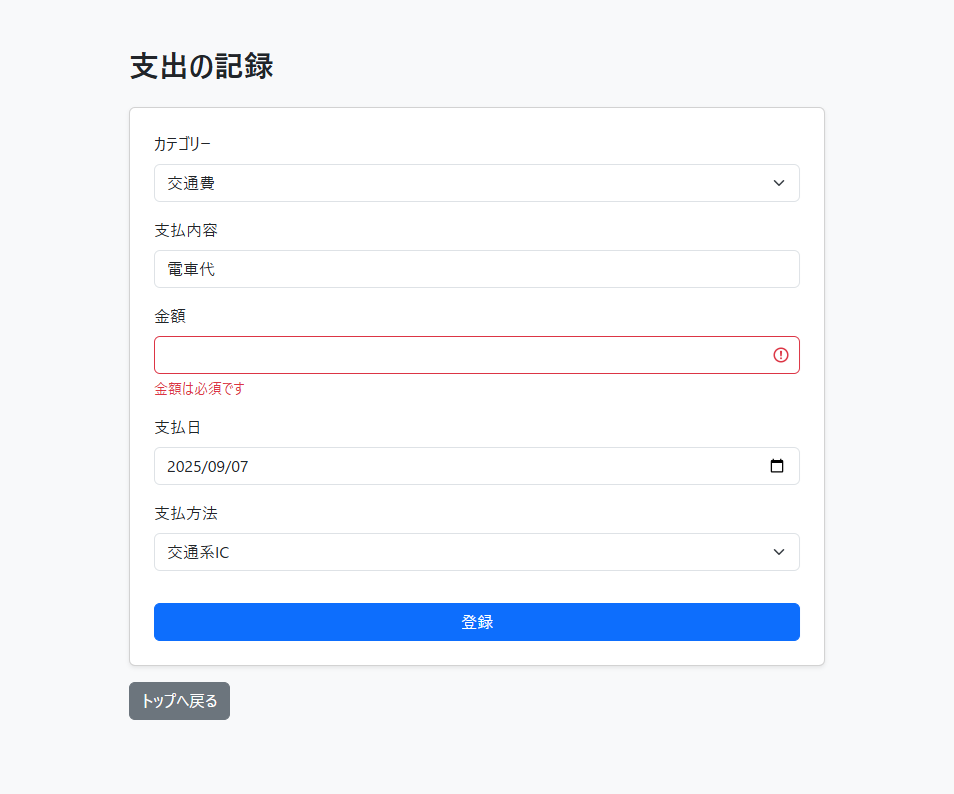 支出の記録
カテゴリー
交通費
支払内容
電車代
金額
金額は必須です
支払日
2025/09/07
支払方法
交通系IC
登録
トップへ戻る